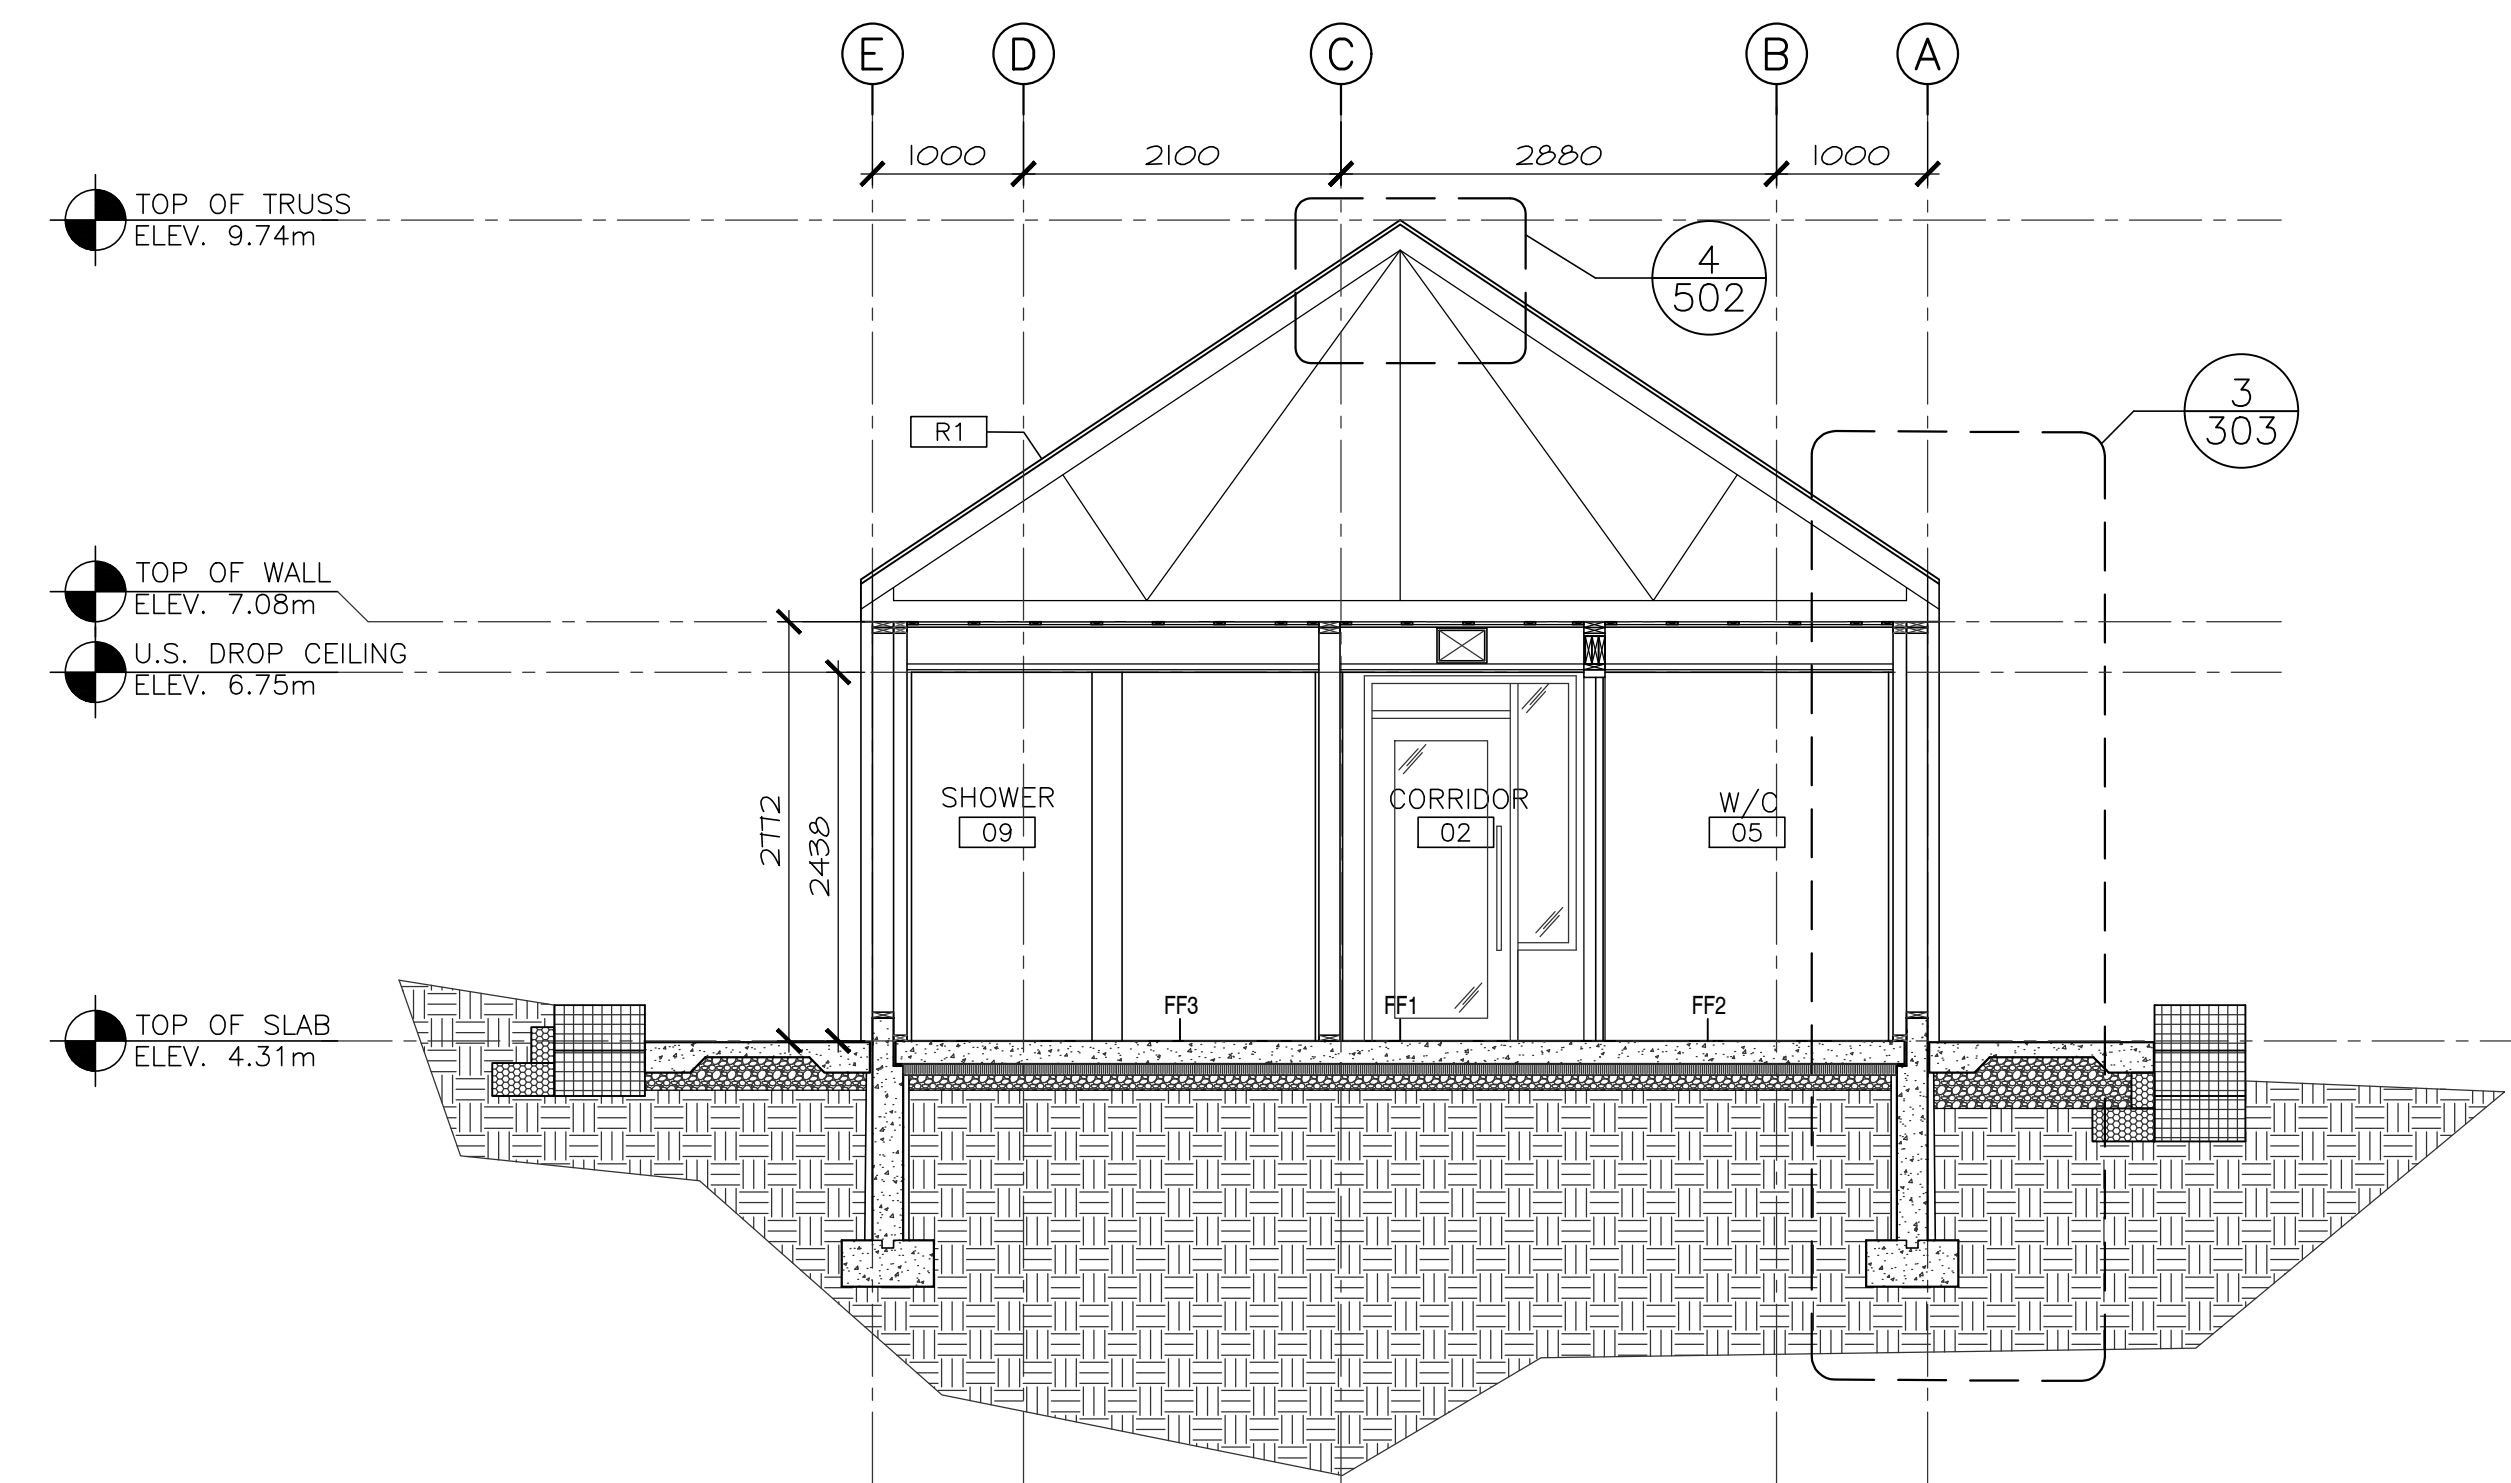 E D C B A
1000 2100 2880 1000
TOP OF TRUSS
ELEV. 9.74m
4
502
3
303
R1
TOP OF WALL
ELEV. 7.08m
U.S. DROP CEILING
ELEV. 6.75m
2772
2438
SHOWER
09
CORRIDOR
02
W/C
05
FF3 FF1 FF2
TOP OF SLAB
ELEV. 4.31m